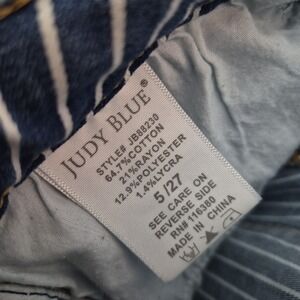 JUDY BLUE®
STYLE# JB88230
64.7%COTTON
21%RAYON
12.9%POLYESTER
1.4%LYCRA
5 / 27
SEE CARE ON
REVERSE SIDE
RN# 116380
MADE IN CHINA